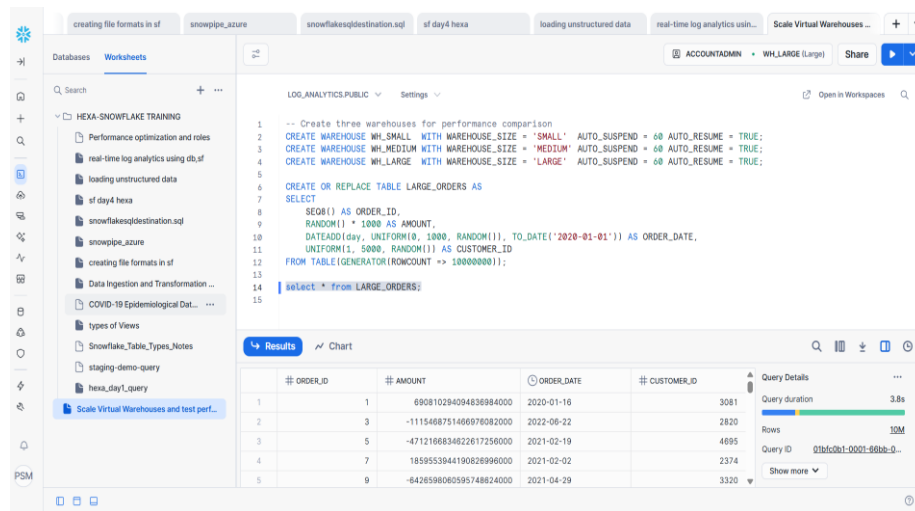 creating file formats in sf
snowpipe_azure
snowflakesqldestination.sql
sf day4 hexa
loading unstructured data
real-time log analytics usin...
Scale Virtual Warehouses ...
Databases
Worksheets
ACCOUNTADMIN
WH_LARGE (Large)
Share
Search
HEXA-SNOWFLAKE TRAINING
Performance optimization and roles
real-time log analytics using db,sf
loading unstructured data
sf day4 hexa
snowflakesqldestination.sql
snowpipe_azure
creating file formats in sf
Data Ingestion and Transformation ...
COVID-19 Epidemiological Dat...
types of Views
Snowflake_Table_Types_Notes
staging-demo-query
hexa_day1_query
Scale Virtual Warehouses and test perf...
PSM
LOG_ANALYTICS.PUBLIC
Settings
Open in Workspaces
1 -- Create three warehouses for performance comparison
2 CREATE WAREHOUSE WH_SMALL WITH WAREHOUSE_SIZE = 'SMALL' AUTO_SUSPEND = 60 AUTO_RESUME = TRUE;
3 CREATE WAREHOUSE WH_MEDIUM WITH WAREHOUSE_SIZE = 'MEDIUM' AUTO_SUSPEND = 60 AUTO_RESUME = TRUE;
4 CREATE WAREHOUSE WH_LARGE WITH WAREHOUSE_SIZE = 'LARGE' AUTO_SUSPEND = 60 AUTO_RESUME = TRUE;
5
6 CREATE OR REPLACE TABLE LARGE_ORDERS AS
7 SELECT
8 SEQ8() AS ORDER_ID,
9 RANDOM() * 1000 AS AMOUNT,
10 DATEADD(day, UNIFORM(0, 1000, RANDOM()), TO_DATE('2020-01-01')) AS ORDER_DATE,
11 UNIFORM(1, 5000, RANDOM()) AS CUSTOMER_ID
12 FROM TABLE(GENERATOR(ROWCOUNT => 10000000));
13
14 select * from LARGE_ORDERS;
15
Results
Chart
ORDER_ID AMOUNT ORDER_DATE CUSTOMER_ID
1 1 690810294094836984000 2020-01-16 3081
2 3 -1115468751466976082000 2022-06-22 2820
3 5 -4712166834622617256000 2021-02-19 4695
4 7 1859553944190826996000 2021-02-02 2374
5 9 -6426598060595748624000 2021-04-29 3320
Query Details
Query duration 3.8s
Rows 10M
Query ID 01bfc0b1-0001-66bb-0...
Show more